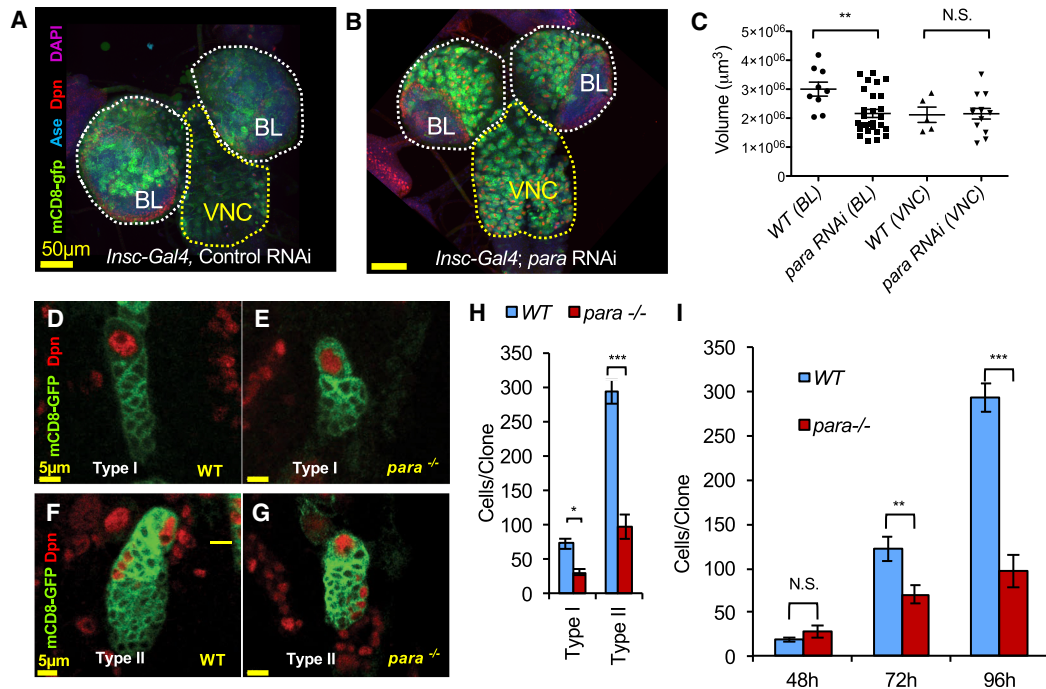 A
mCD8-gfp Ase Dpn DAPI
BL
BL
VNC
50µm
Insc-Gal4, Control RNAi
B
BL
BL
VNC
Insc-Gal4; para RNAi
C
**
N.S.
Volume (µm3)
5×10^06
4×10^06
3×10^06
2×10^06
1×10^06
0
WT (BL)
para RNAi (BL)
WT (VNC)
para RNAi (VNC)
D
mCD8-GFP Dpn
5µm
Type I
WT
E
Type I
para -/-
F
mCD8-GFP Dpn
5µm
Type II
WT
G
Type II
para -/-
H
WT
para -/-
Cells/Clone
350
300
250
200
150
100
50
0
*
***
Type I
Type II
I
WT
para-/-
Cells/Clone
350
300
250
200
150
100
50
0
N.S.
**
***
48h
72h
96h